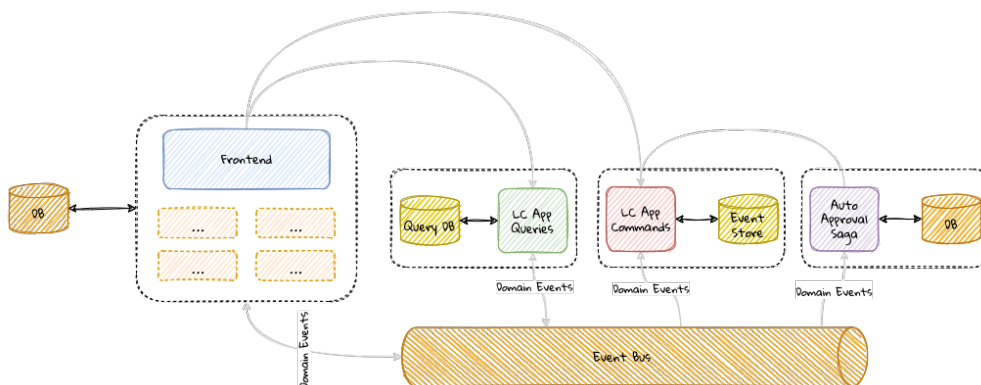 Frontend
DB
...
...
...
...
Query DB
LC App
Queries
LC App
Commands
Event
Store
Auto
Approval
Saga
DB
Domain Events
Domain Events
Domain Events
Domain Events
Event Bus